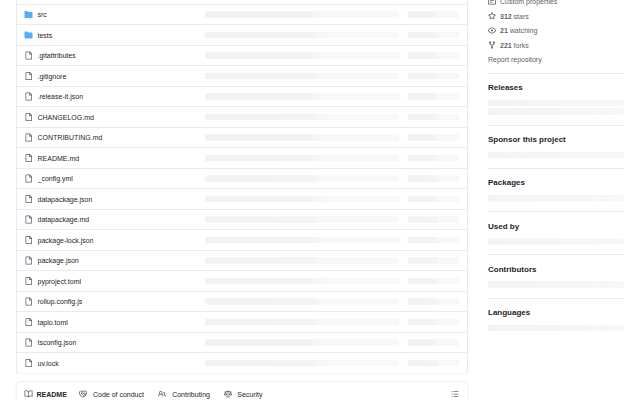 src
tests
.gitattributes
.gitignore
.release-it.json
CHANGELOG.md
CONTRIBUTING.md
README.md
_config.yml
datapackage.json
datapackage.md
package-lock.json
package.json
pyproject.toml
rollup.config.js
taplo.toml
tsconfig.json
uv.lock
README Code of conduct Contributing Security
Custom properties
312 stars
21 watching
221 forks
Report repository
Releases
Sponsor this project
Packages
Used by
Contributors
Languages